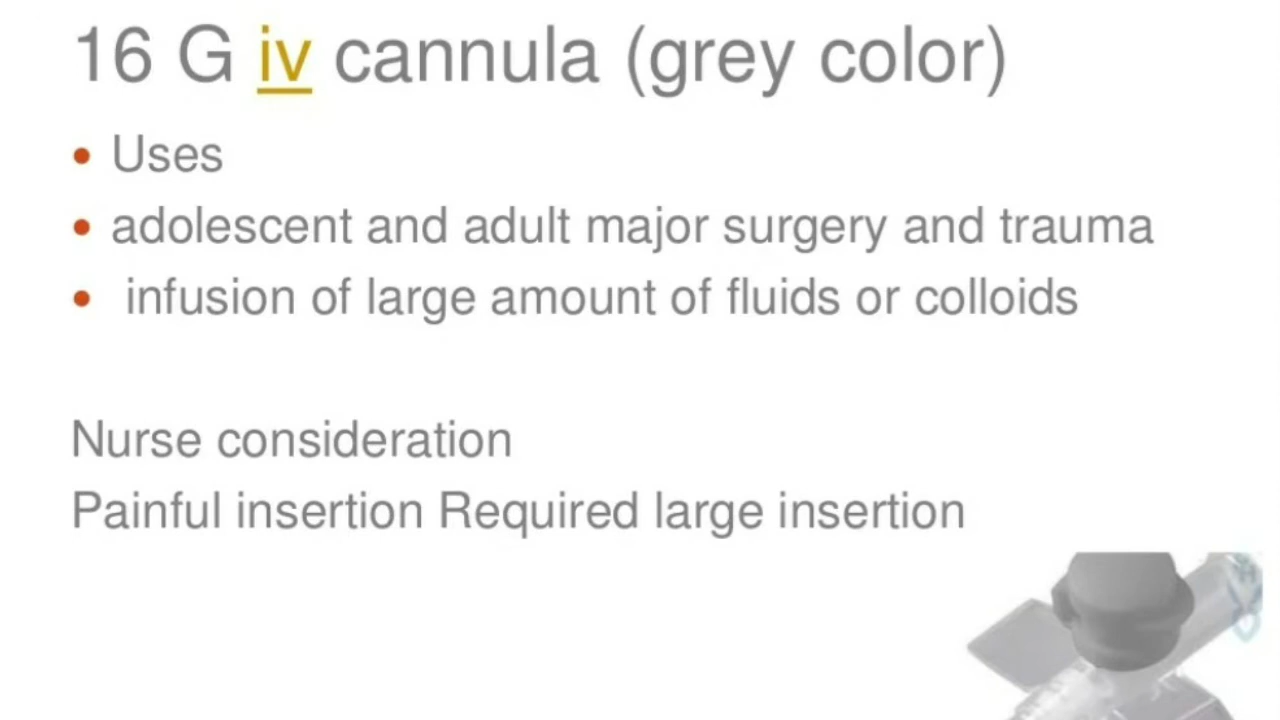 16 G iv cannula (grey color)
• Uses
• adolescent and adult major surgery and trauma
• infusion of large amount of fluids or colloids
Nurse consideration
Painful insertion Required large insertion